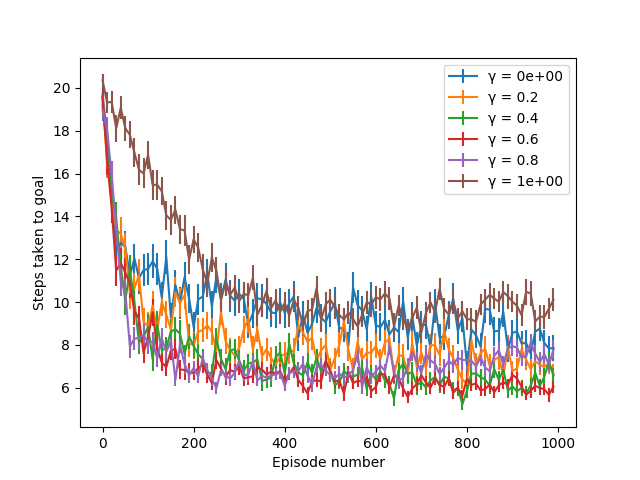 20
18
16
14
12
10
8
6
Steps taken to goal
0
200
400
600
800
1000
Episode number
γ = 0e+00
γ = 0.2
γ = 0.4
γ = 0.6
γ = 0.8
γ = 1e+00